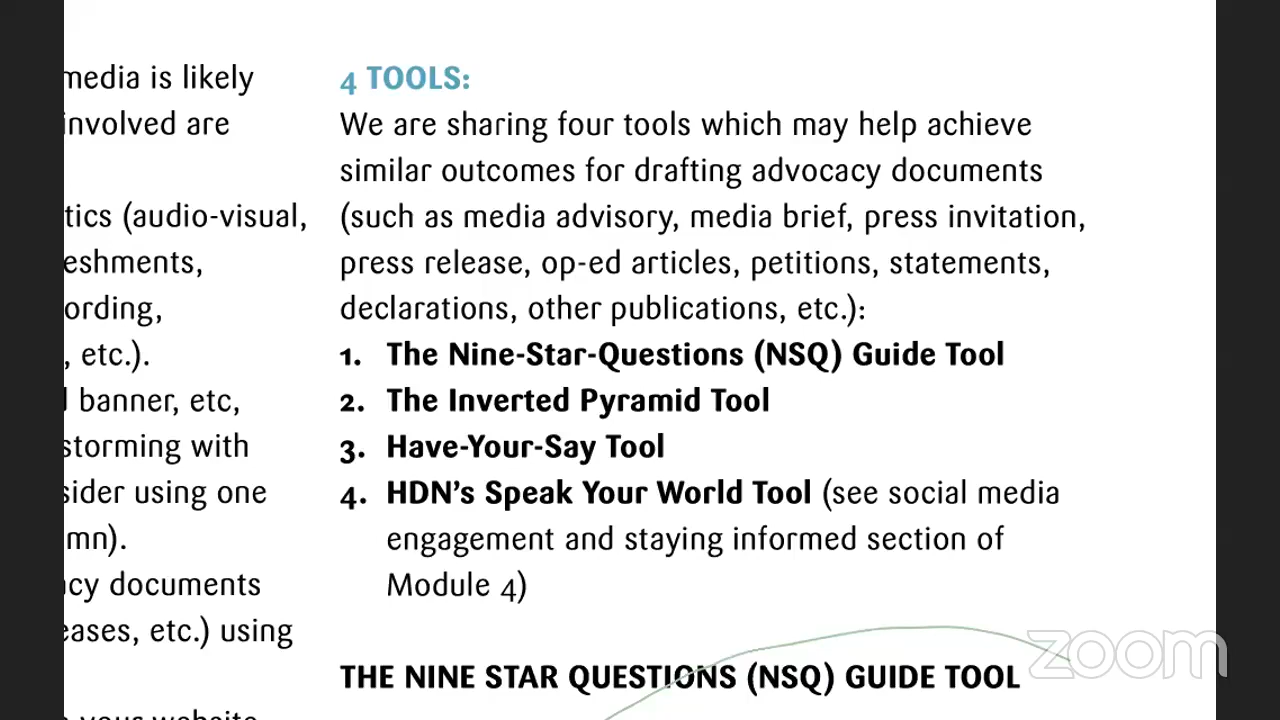 media is likely
involved are
tics (audio-visual,
eshments,
ording,
, etc.).
banner, etc,
storming with
sider using one
mn).
acy documents
eases, etc.) using
your website
4 TOOLS:
We are sharing four tools which may help achieve
similar outcomes for drafting advocacy documents
(such as media advisory, media brief, press invitation,
press release, op-ed articles, petitions, statements,
declarations, other publications, etc.):
1. The Nine-Star-Questions (NSQ) Guide Tool
2. The Inverted Pyramid Tool
3. Have-Your-Say Tool
4. HDN's Speak Your World Tool (see social media
engagement and staying informed section of
Module 4)
THE NINE STAR QUESTIONS (NSQ) GUIDE TOOL
zoom